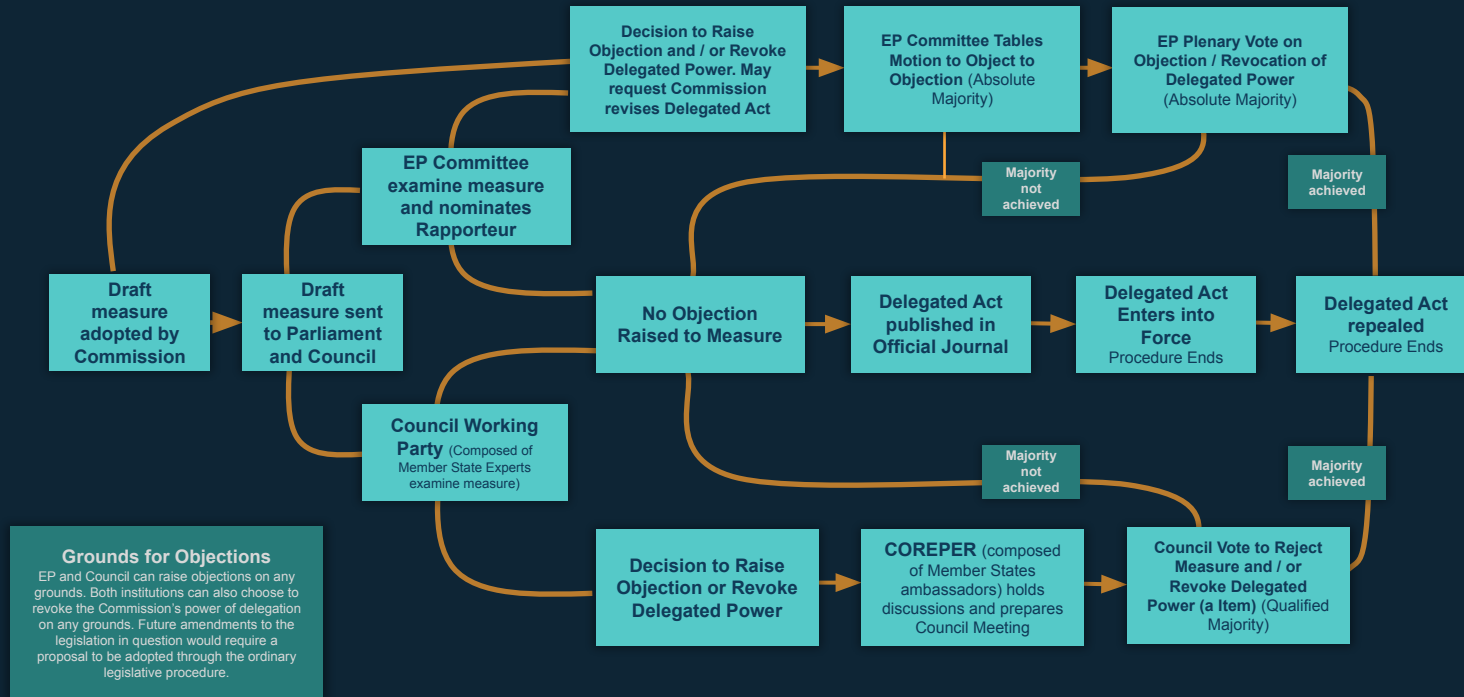 Decision to Raise
Objection and / or Revoke
Delegated Power. May
request Commission
revises Delegated Act
EP Committee Tables
Motion to Object to
Objection (Absolute
Majority)
EP Plenary Vote on
Objection / Revocation of
Delegated Power
(Absolute Majority)
EP Committee
examine measure
and nominates
Rapporteur
Majority
not
achieved
Majority
achieved
Draft
measure
adopted by
Commission
Draft
measure sent
to Parliament
and Council
No Objection
Raised to Measure
Delegated Act
published in
Official Journal
Delegated Act
Enters into
Force
Procedure Ends
Delegated Act
repealed
Procedure Ends
Council Working
Party (Composed of
Member State Experts
examine measure)
Majority
not
achieved
Majority
achieved
Decision to Raise
Objection or Revoke
Delegated Power
COREPER (composed
of Member States
ambassadors) holds
discussions and prepares
Council Meeting
Council Vote to Reject
Measure and / or
Revoke Delegated
Power (a Item) (Qualified
Majority)
Grounds for Objections
EP and Council can raise objections on any
grounds. Both institutions can also choose to
revoke the Commission's power of delegation
on any grounds. Future amendments to the
legislation in question would require a
proposal to be adopted through the ordinary
legislative procedure.